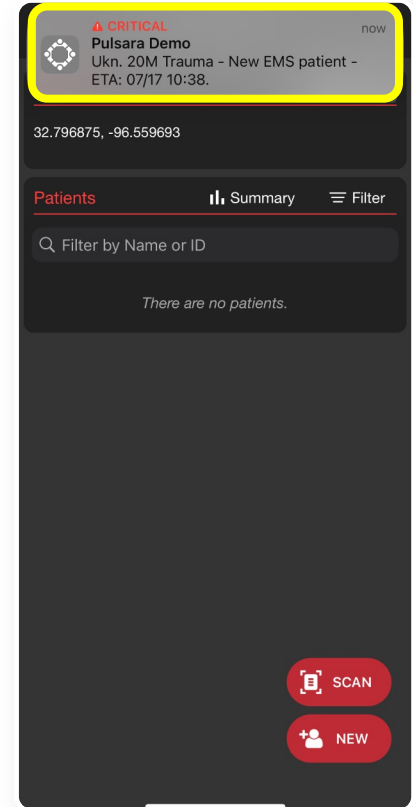 CRITICAL
now
Pulsara Demo
Ukn. 20M Trauma - New EMS patient -
ETA: 07/17 10:38.
32.796875, -96.559693
Patients
Summary
Filter
Filter by Name or ID
There are no patients.
SCAN
NEW